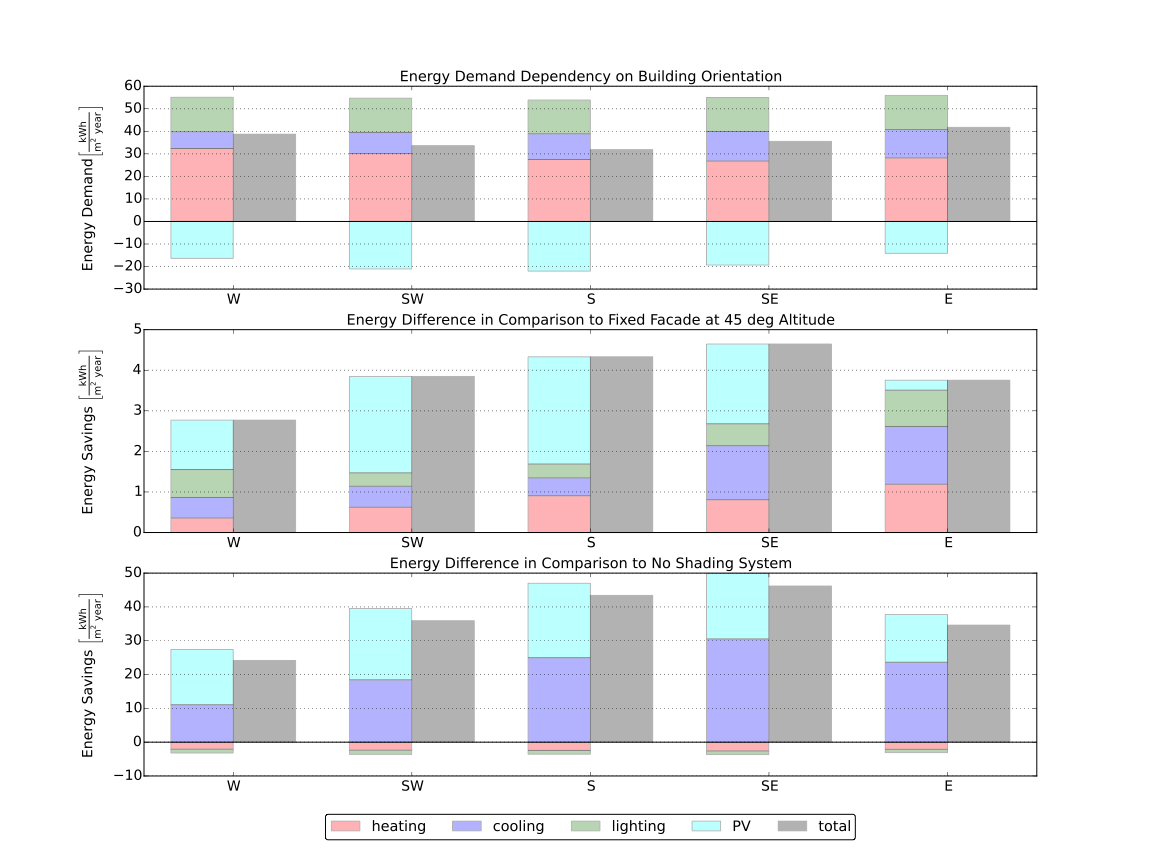 Energy Demand Dependency on Building Orientation
60
50
40
30
20
10
0
−10
−20
−30
Energy Demand [kWh / m² year]
W SW S SE E
Energy Difference in Comparison to Fixed Facade at 45 deg Altitude
5
4
3
2
1
0
Energy Savings [kWh / m² year]
W SW S SE E
Energy Difference in Comparison to No Shading System
50
40
30
20
10
0
−10
Energy Savings [kWh / m² year]
W SW S SE E
heating cooling lighting PV total